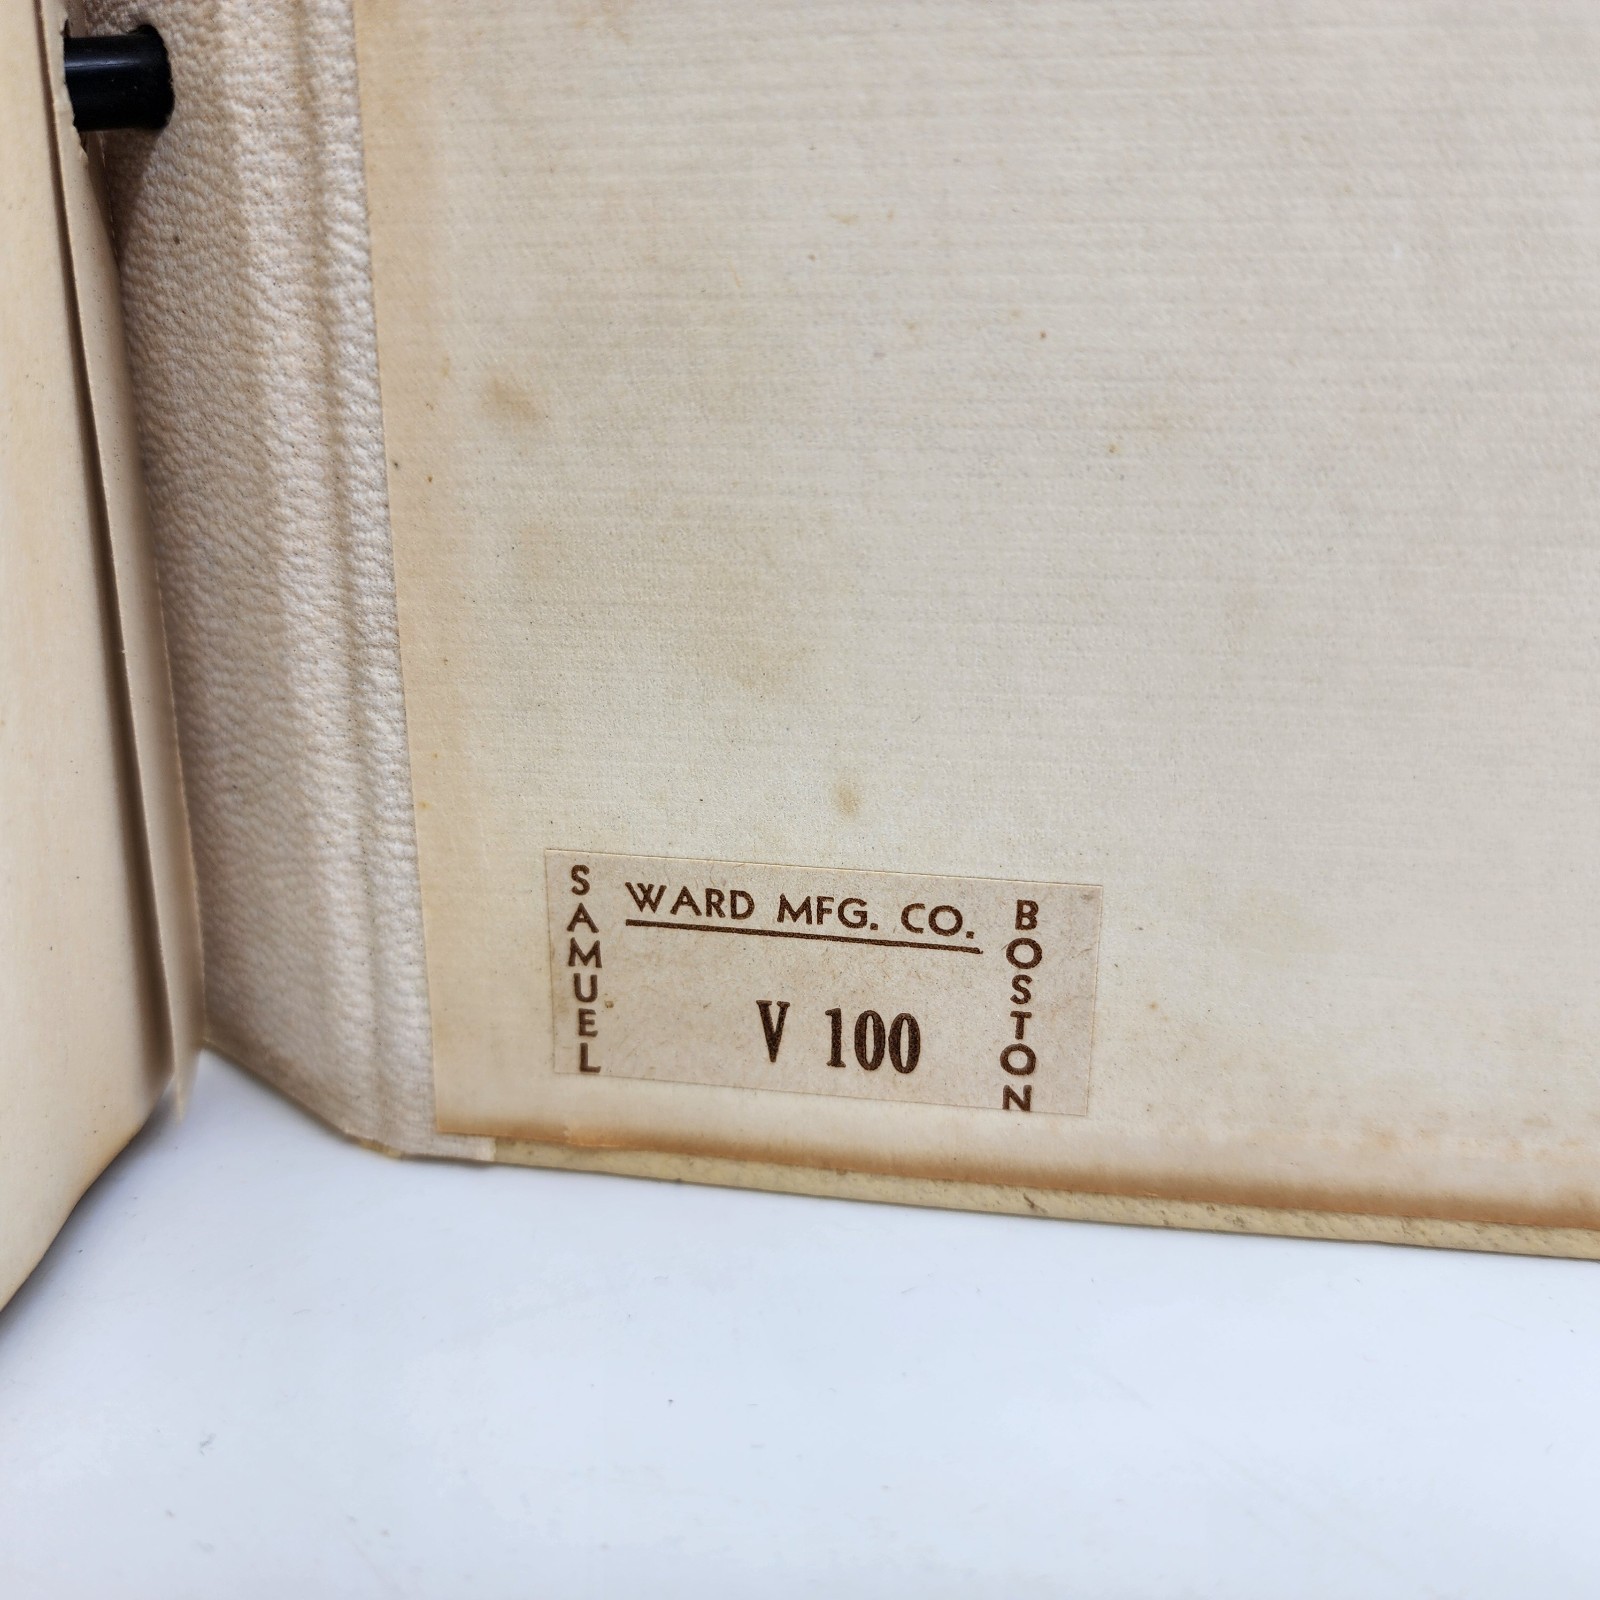 SAMUEL
WARD MFG. CO.
BOSTON
V 100